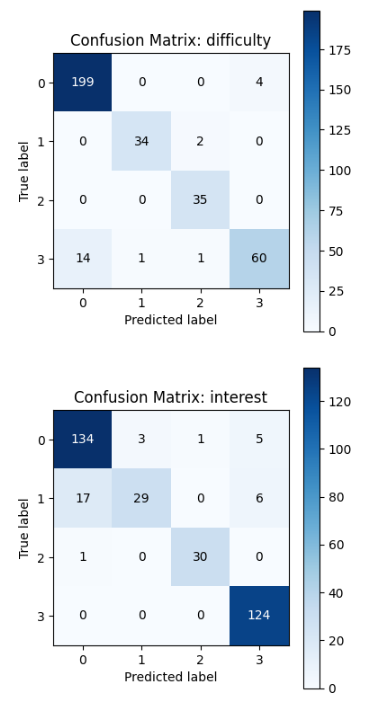 Confusion Matrix: difficulty
0 199 0 0 4
1 0 34 2 0
2 0 0 35 0
3 14 1 1 60
0 1 2 3
True label
Predicted label
175
150
125
100
75
50
25
0
Confusion Matrix: interest
0 134 3 1 5
1 17 29 0 6
2 1 0 30 0
3 0 0 0 124
0 1 2 3
True label
Predicted label
120
100
80
60
40
20
0